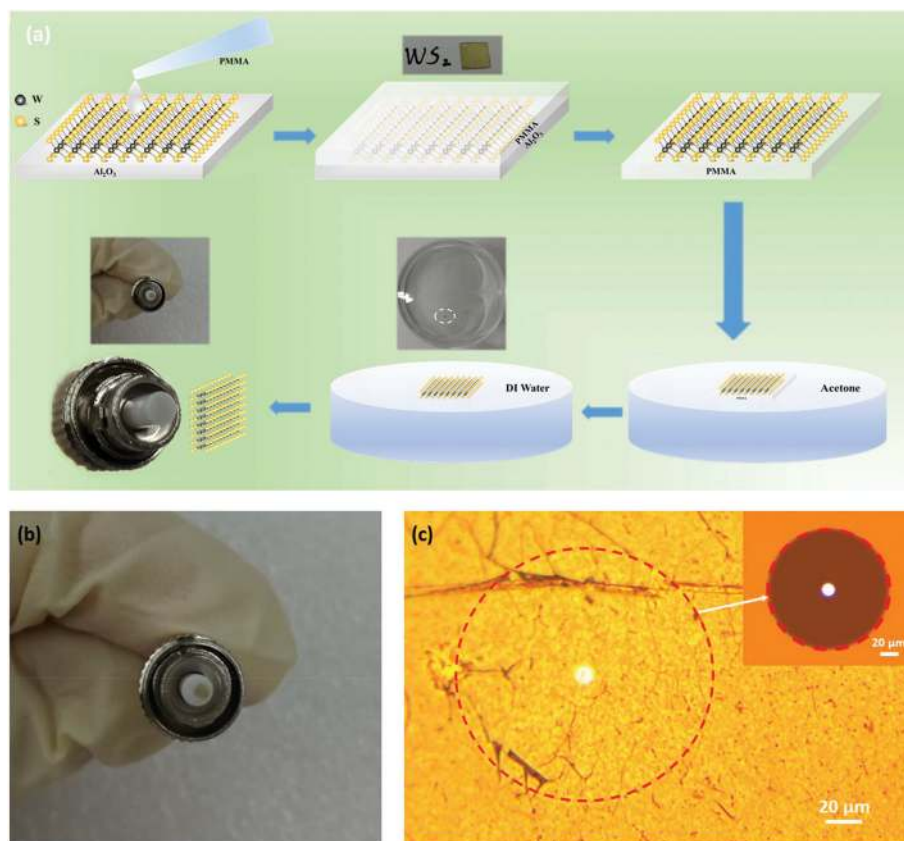 (a)
PMMA
WS₂
W
S
PMMA
Al₂O₃
Al₂O₃
PMMA
DI Water
Acetone
(b)
(c)
20 μm
20 μm